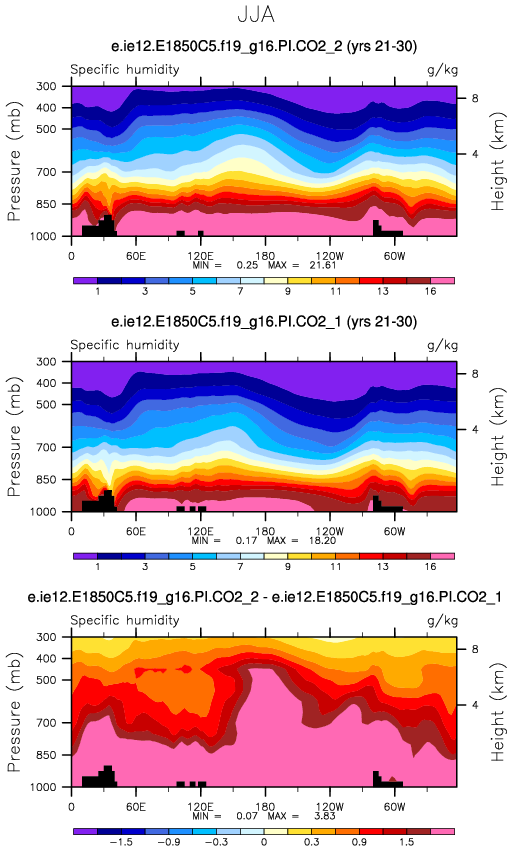 JJA
e.ie12.E1850C5.f19_g16.PI.CO2_2 (yrs 21-30)
Specific humidity g/kg
300
400
500
700
850
1000
Pressure (mb)
8
4
Height (km)
0 60E 120E 180 120W 60W
MIN = 0.25 MAX = 21.61
1 3 5 7 9 11 13 16
e.ie12.E1850C5.f19_g16.PI.CO2_1 (yrs 21-30)
Specific humidity g/kg
300
400
500
700
850
1000
Pressure (mb)
8
4
Height (km)
0 60E 120E 180 120W 60W
MIN = 0.17 MAX = 18.20
1 3 5 7 9 11 13 16
e.ie12.E1850C5.f19_g16.PI.CO2_2 - e.ie12.E1850C5.f19_g16.PI.CO2_1
Specific humidity g/kg
300
400
500
700
850
1000
Pressure (mb)
8
4
Height (km)
0 60E 120E 180 120W 60W
MIN = 0.07 MAX = 3.83
−1.5 −0.9 −0.3 0 0.3 0.9 1.5